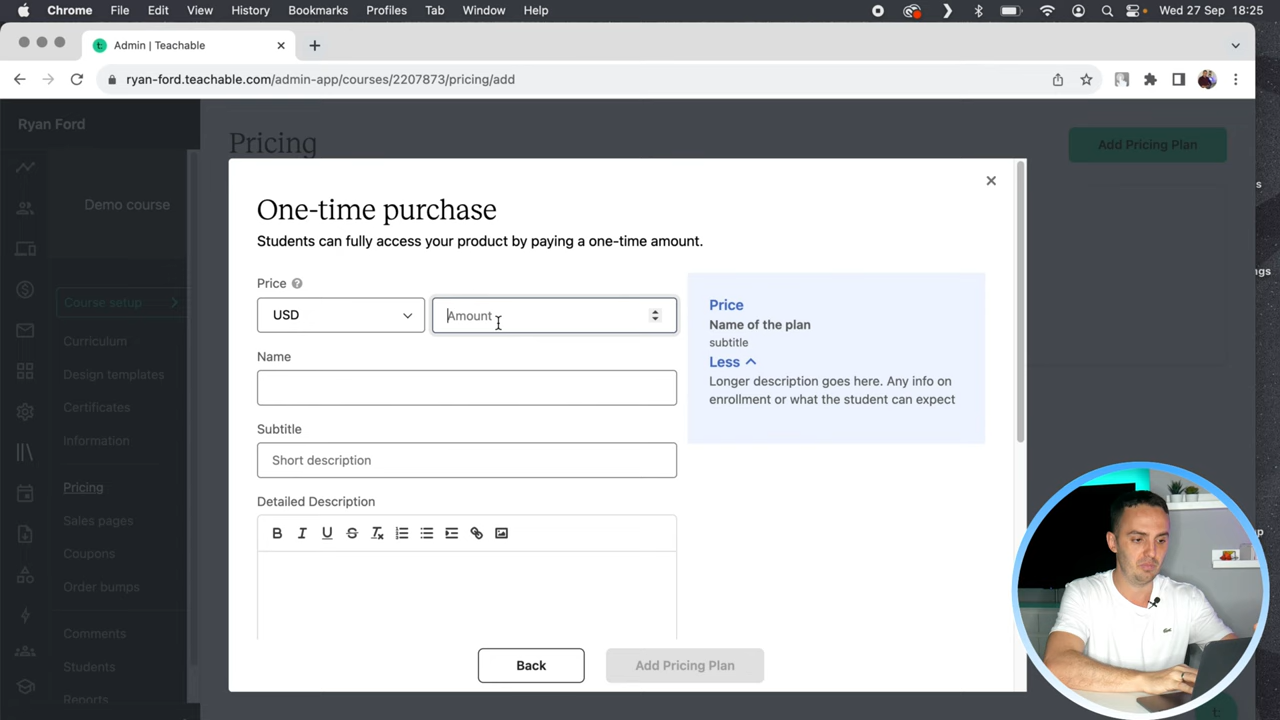 Chrome File Edit View History Bookmarks Profiles Tab Window Help Wed 27 Sep 18:25
Admin | Teachable
ryan-ford.teachable.com/admin-app/courses/2207873/pricing/add
Ryan Ford
Pricing
Add Pricing Plan
Demo course
Course setup
Curriculum
Design templates
Certificates
Information
Pricing
Sales pages
Coupons
Order bumps
Comments
Students
Reports
One-time purchase
Students can fully access your product by paying a one-time amount.
Price
USD
Amount
Name
Subtitle
Short description
Detailed Description
Price
Name of the plan
subtitle
Less
Longer description goes here. Any info on
enrollment or what the student can expect
Back
Add Pricing Plan